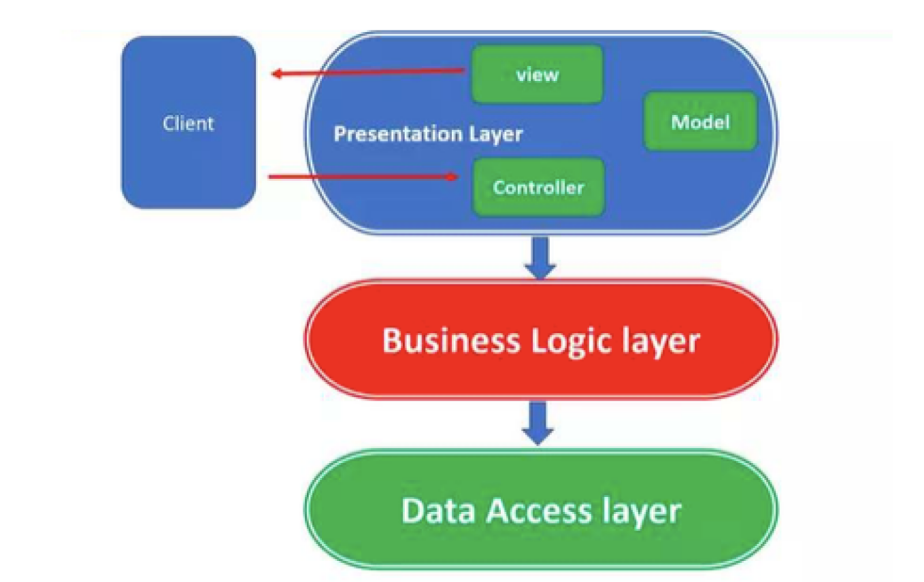 view
Client
Model
Presentation Layer
Controller
Business Logic layer
Data Access layer